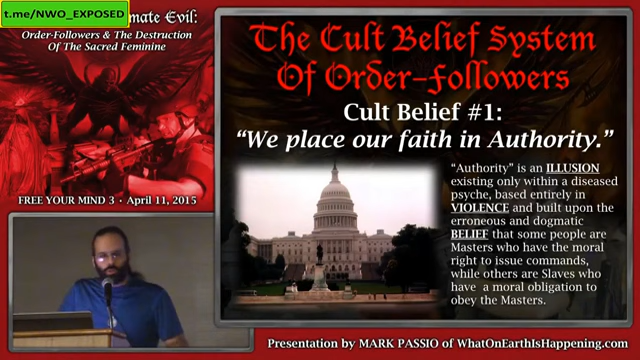 t.me/NWO_EXPOSED
mate Evil:
Order-Followers & The Destruction
Of The Sacred Feminine
FREE YOUR MIND 3 • April 11, 2015
The Cult Belief System
Of Order-Followers
Cult Belief #1:
“We place our faith in Authority.”
“Authority” is an ILLUSION
existing only within a diseased
psyche, based entirely in
VIOLENCE and built upon the
erroneous and dogmatic
BELIEF that some people are
Masters who have the moral
right to issue commands,
while others are Slaves who
have a moral obligation to
obey the Masters.
Presentation by MARK PASSIO of WhatOnEarthIsHappening.com